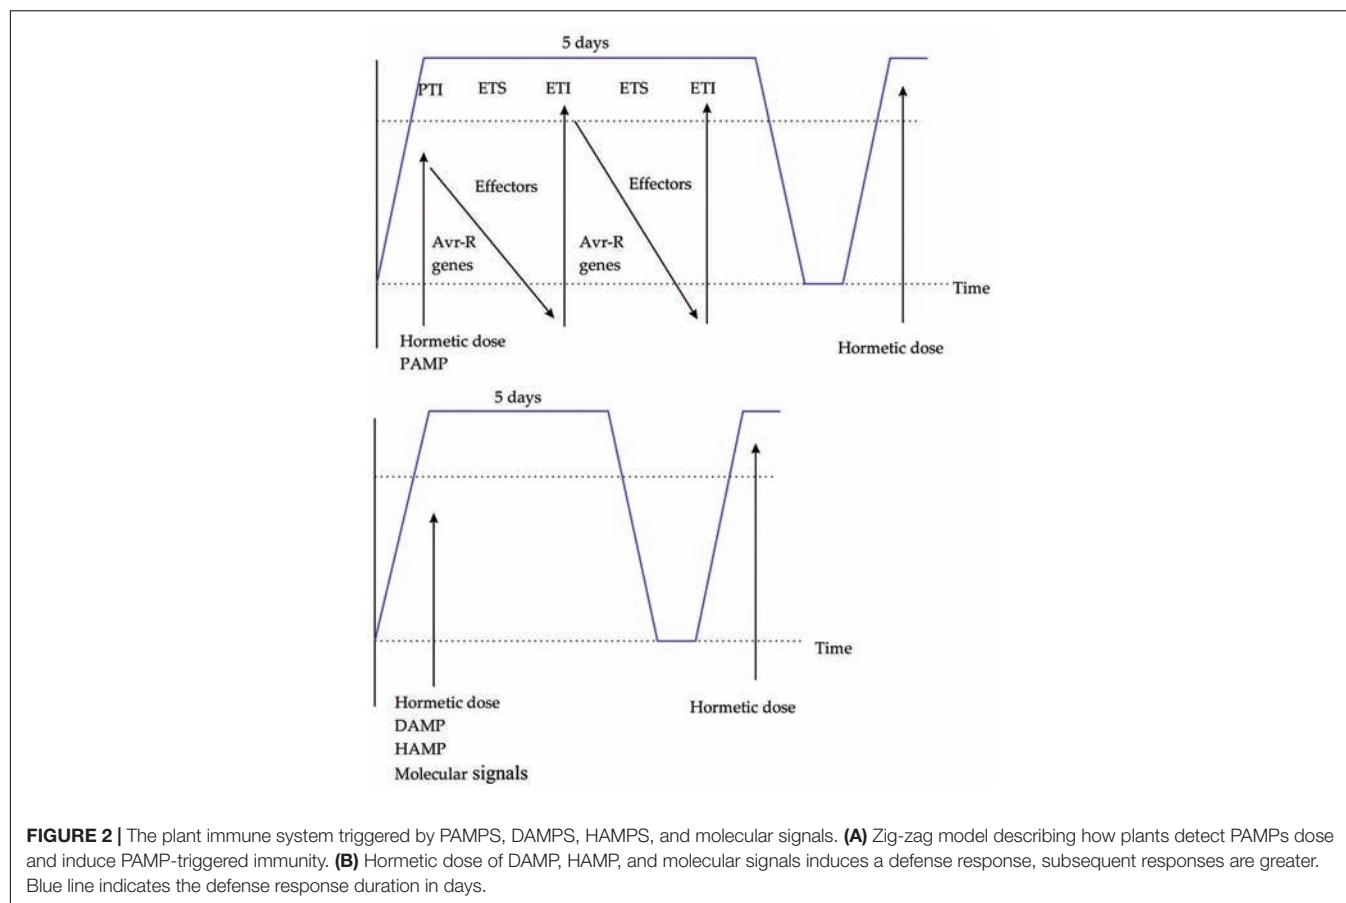 5 days
PTI ETS ETI ETS ETI
Effectors Effectors
Avr-R Avr-R
genes genes
Time
Hormetic dose
PAMP
Hormetic dose
5 days
Time
Hormetic dose
DAMP
HAMP
Molecular signals
Hormetic dose
FIGURE 2 | The plant immune system triggered by PAMPS, DAMPS, HAMPS, and molecular signals. (A) Zig-zag model describing how plants detect PAMPs dose
and induce PAMP-triggered immunity. (B) Hormetic dose of DAMP, HAMP, and molecular signals induces a defense response, subsequent responses are greater.
Blue line indicates the defense response duration in days.